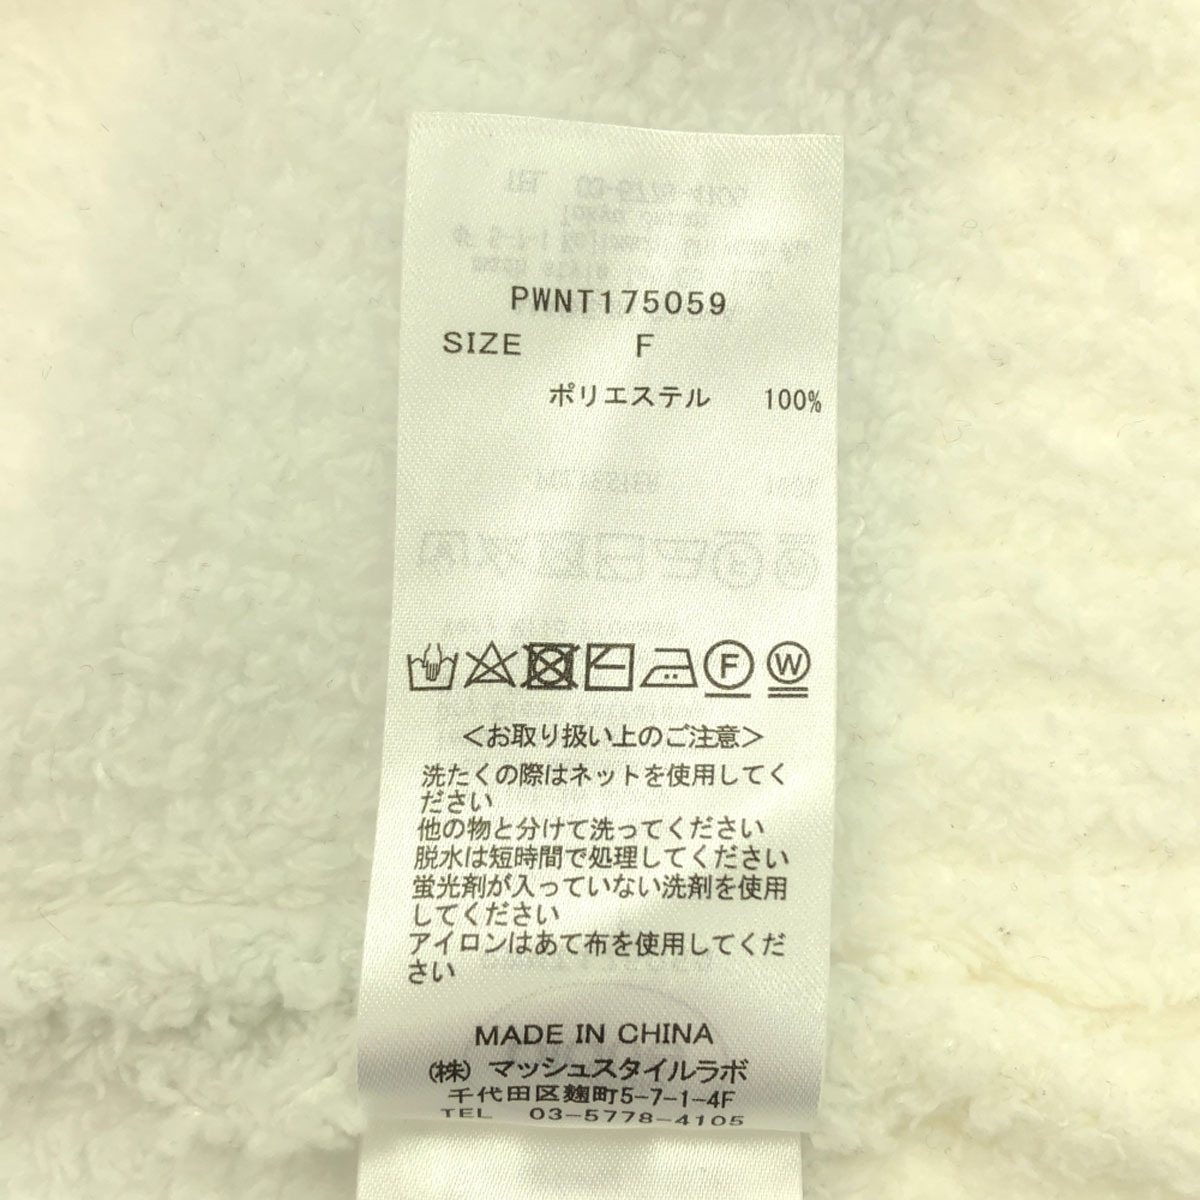 PWNT175059
SIZE F
ポリエステル 100%
F W
＜お取り扱い上のご注意＞
洗たくの際はネットを使用してく
ださい
他の物と分けて洗ってください
脱水は短時間で処理してください
蛍光剤が入っていない洗剤を使用
してください
アイロンはあて布を使用してくだ
さい
MADE IN CHINA
(株) マッシュスタイルラボ
千代田区麹町5-7-1-4F
TEL 03-5778-4105